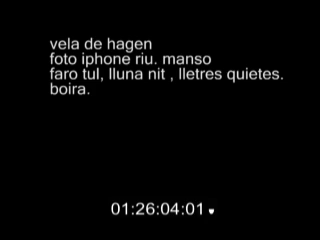 vela de hagen
foto iphone riu. manso
faro tul, lluna nit , lletres quietes.
boira.
01:26:04:01